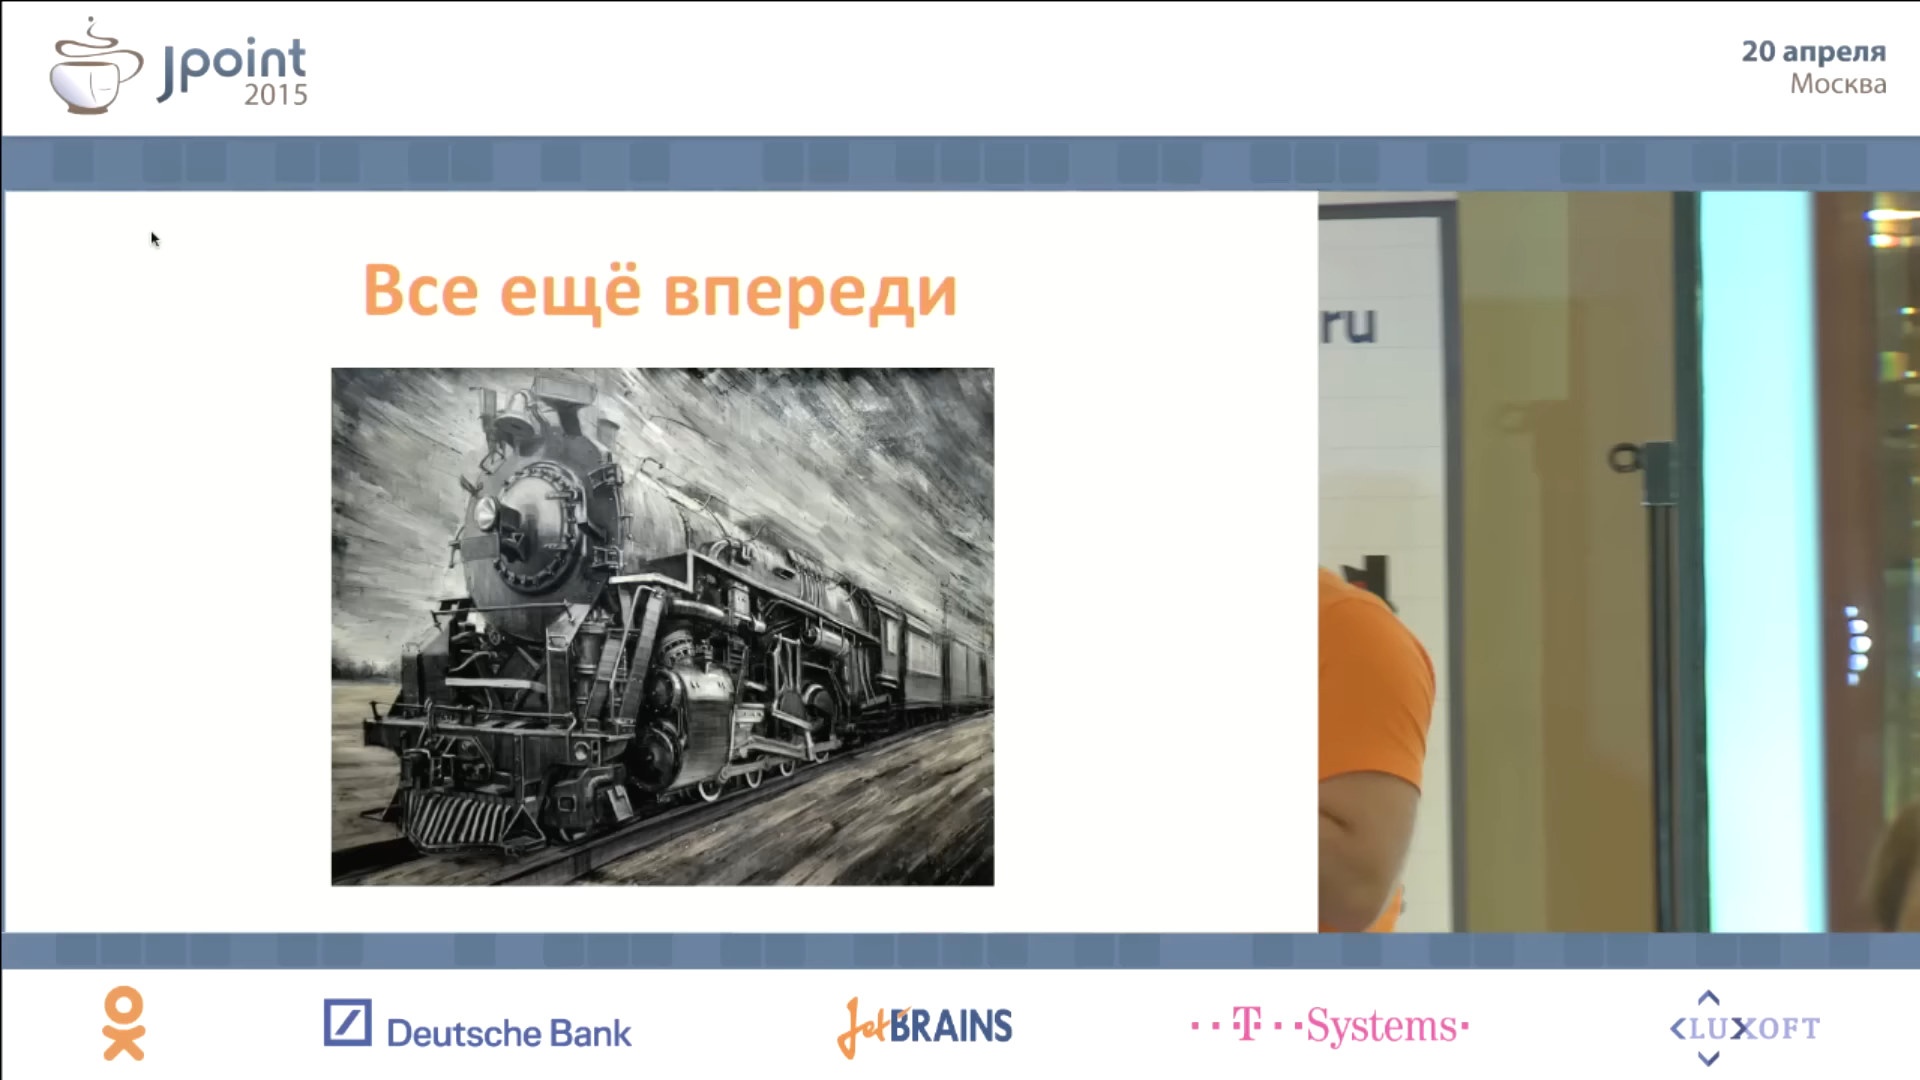 Jpoint
2015
20 апреля
Москва
Все ещё впереди
ru
Deutsche Bank
JetBRAINS
··T··Systems·
LUXOFT